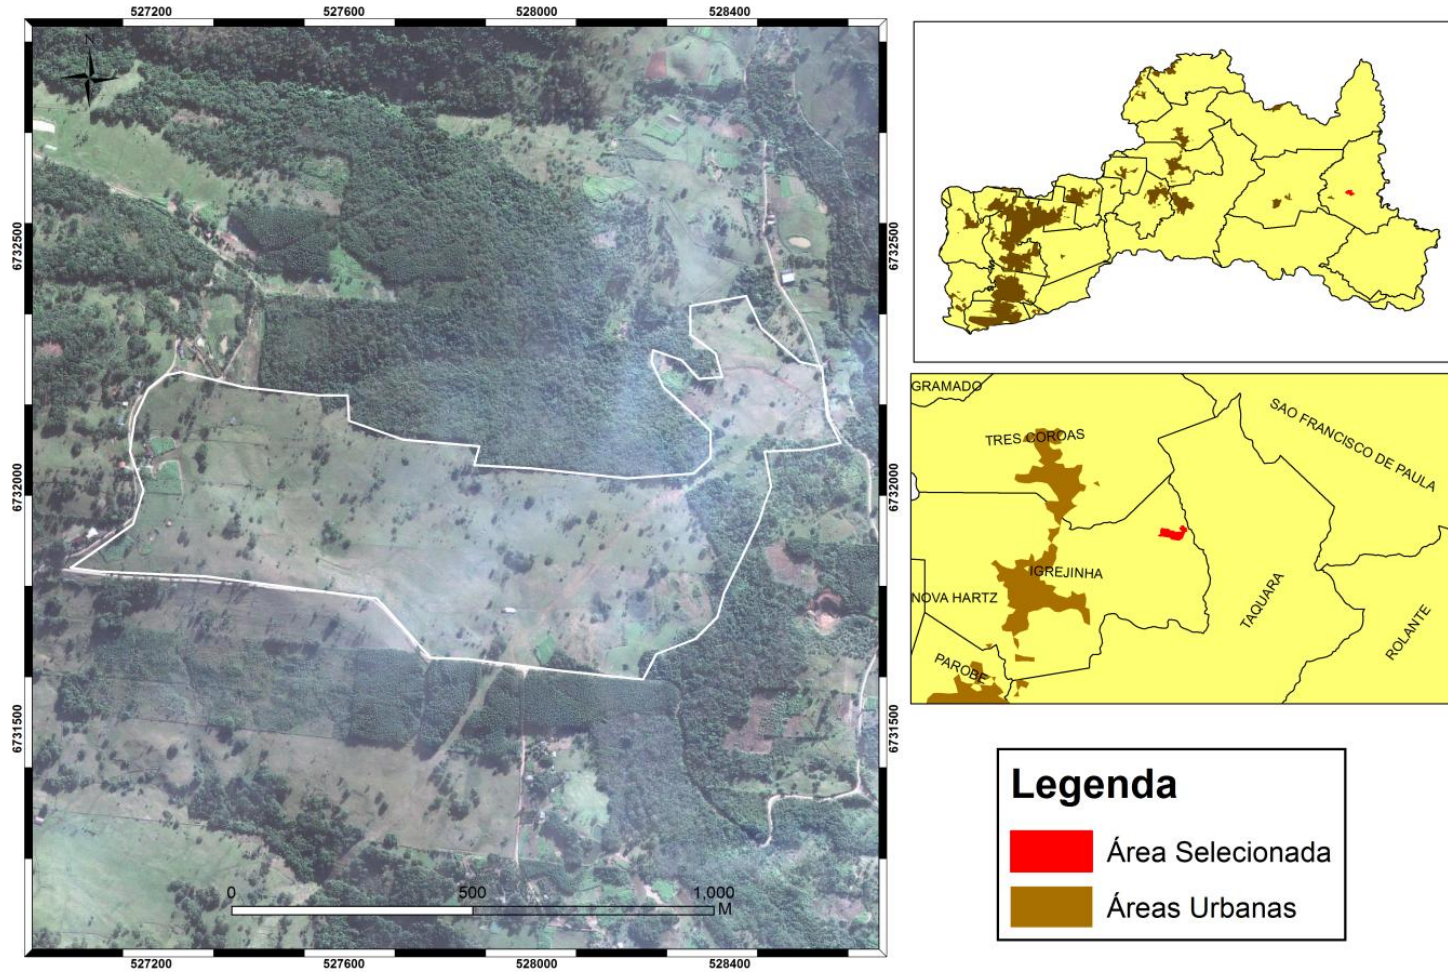 527200 527600 528000 528400
N
6732500
6732000
6731500
6732500
6732000
6731500
0 500 1,000
M
527200 527600 528000 528400
GRAMADO
TRES COROAS
SAO FRANCISCO DE PAULA
IGREJINHA
NOVA HARTZ
TAQUARA
ROLANTE
PAROBE
Legenda
Área Selecionada
Áreas Urbanas